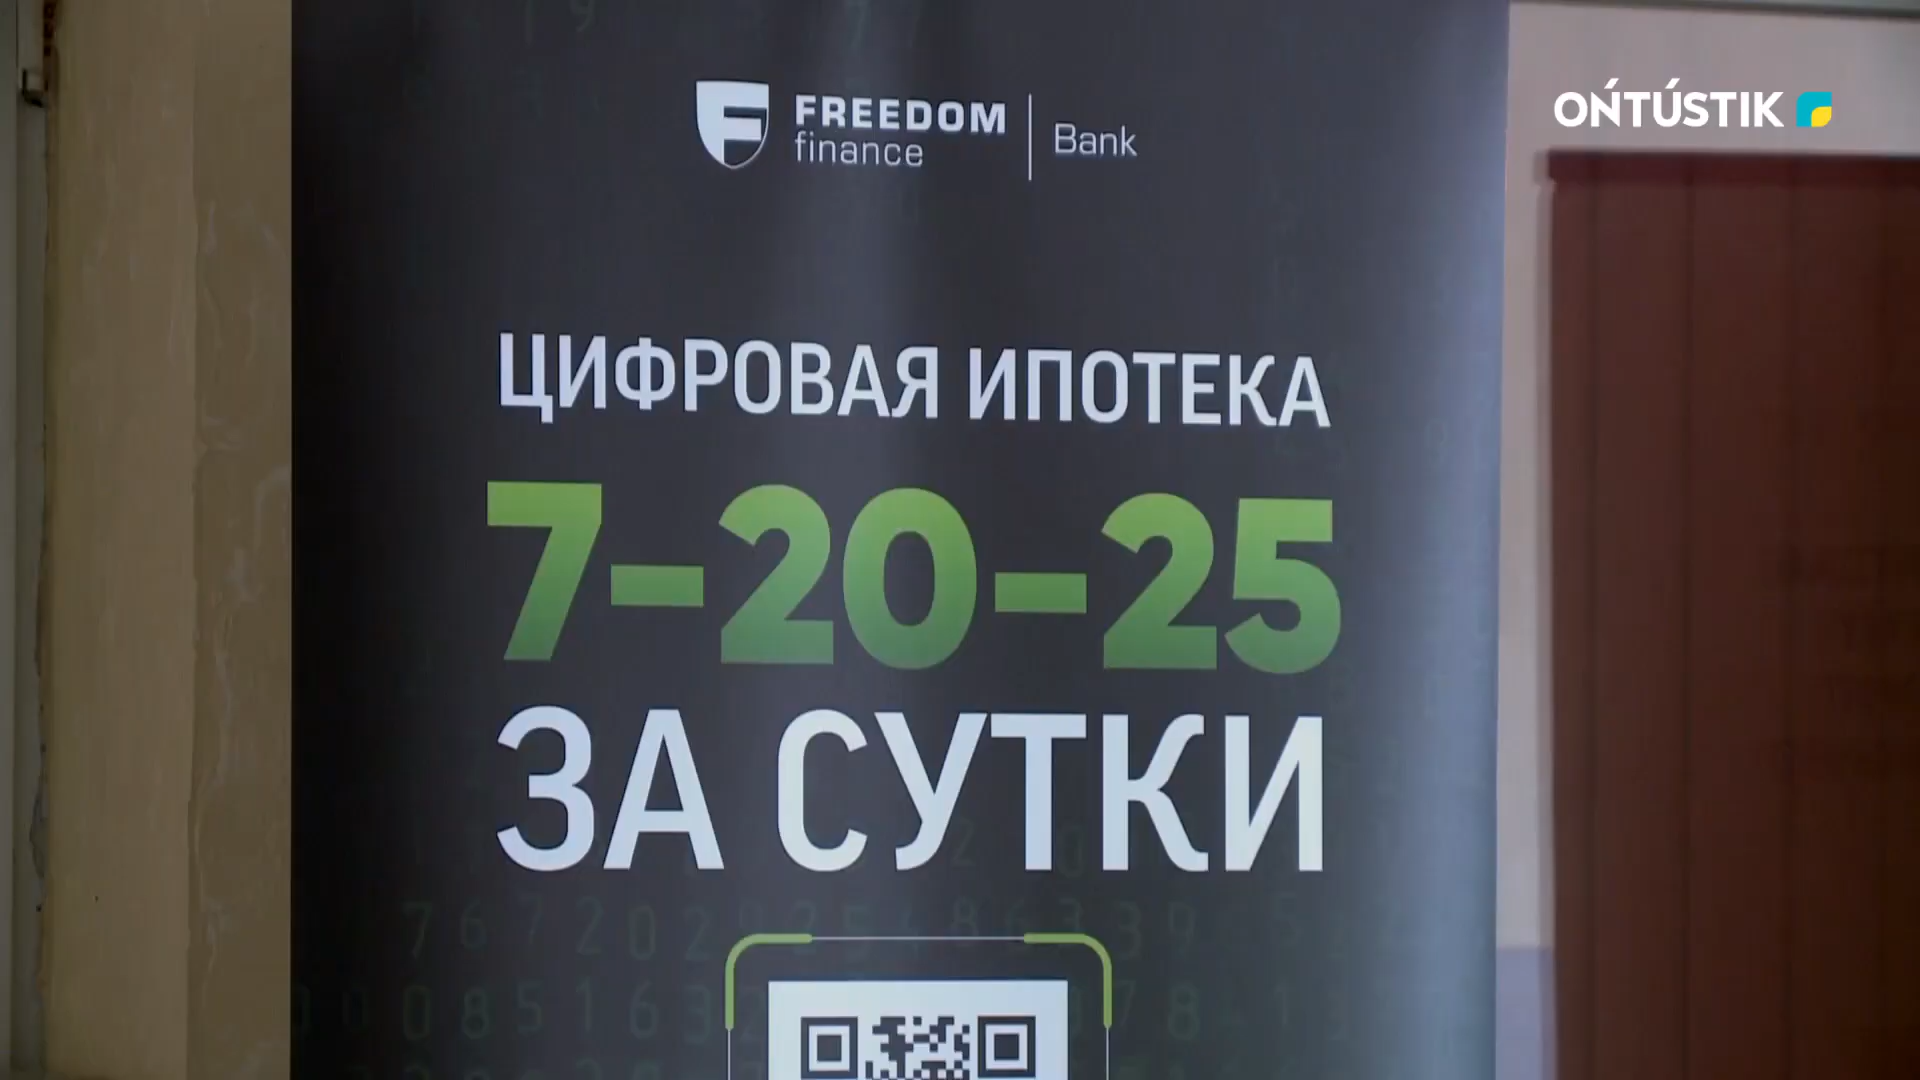 FREEDOM
finance
Bank
OŃTÚSTIK
ЦИФРОВАЯ ИПОТЕКА
7-20-25
ЗА СУТКИ